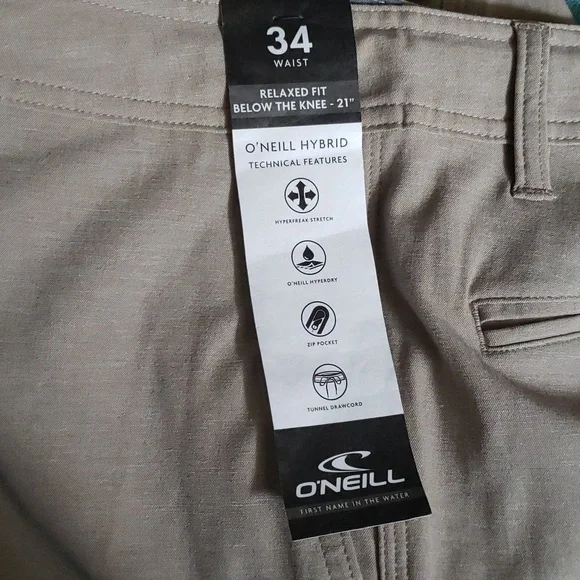 34
WAIST
RELAXED FIT
BELOW THE KNEE - 21"
O'NEILL HYBRID
TECHNICAL FEATURES
HYPERFREAK STRETCH
O'NEILL HYPERDRY
ZIP POCKET
TUNNEL DRAWCORD
O'NEILL
FIRST NAME IN THE WATER